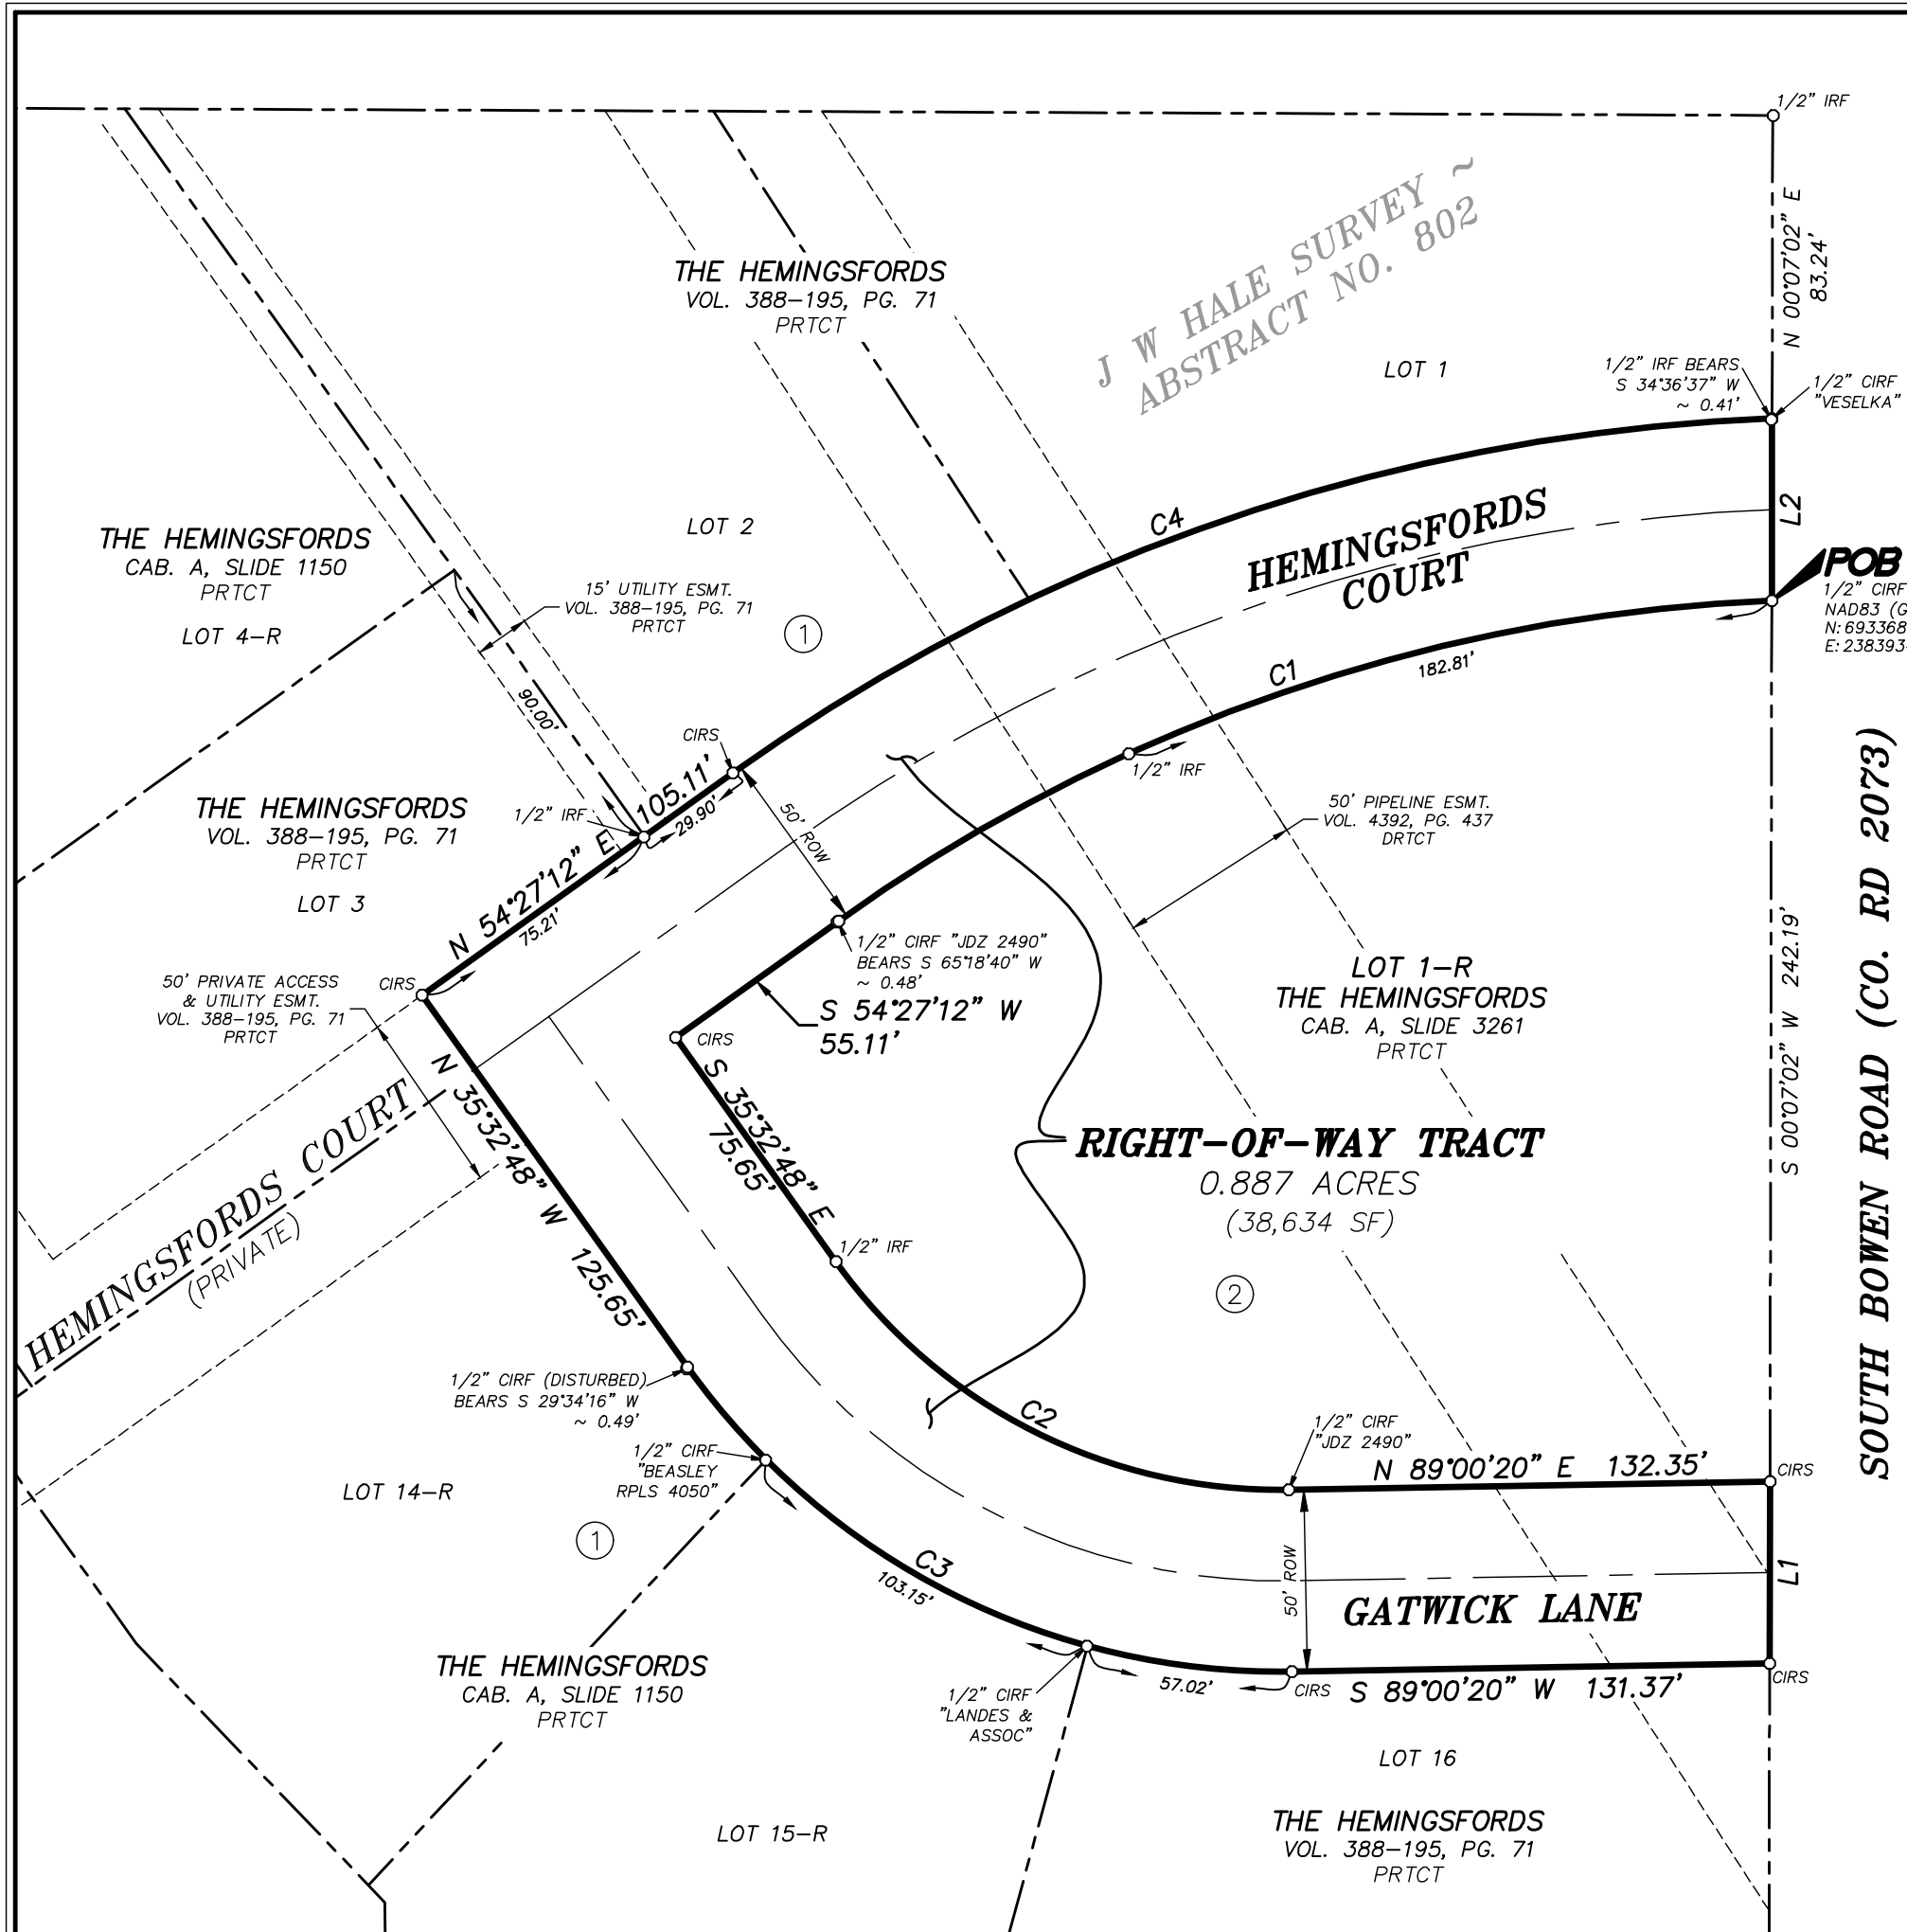 1/2" IRF
N 00°07'02" E
83.24'
J W HALE SURVEY ~
ABSTRACT NO. 802
THE HEMINGSFORDS
VOL. 388-195, PG. 71
PRTCT
LOT 1
1/2" IRF BEARS
S 34°36'37" W
~ 0.41'
1/2" CIRF
"VESELKA"
L2
C4
HEMINGSFORDS
COURT
POB
1/2" CIRF
NAD83 (G
N: 693368
E: 238393
LOT 2
THE HEMINGSFORDS
CAB. A, SLIDE 1150
PRTCT
LOT 4-R
15' UTILITY ESMT.
VOL. 388-195, PG. 71
PRTCT
1
C1
182.81'
90.00'
CIRS
1/2" IRF
105.11'
29.90'
50' ROW
1/2" IRF
THE HEMINGSFORDS
VOL. 388-195, PG. 71
PRTCT
LOT 3
N 54°27'12" E
75.21'
50' PIPELINE ESMT.
VOL. 4392, PG. 437
DRTCT
1/2" CIRF "JDZ 2490"
BEARS S 65°18'40" W
~ 0.48'
S 54°27'12" W
55.11'
50' PRIVATE ACCESS
& UTILITY ESMT.
VOL. 388-195, PG. 71
PRTCT
CIRS
CIRS
LOT 1-R
THE HEMINGSFORDS
CAB. A, SLIDE 3261
PRTCT
S 00°07'02" W 242.19'
SOUTH BOWEN ROAD (CO. RD 2073)
N 35°32'48" W 125.65'
S 35°32'48" E
75.65'
HEMINGSFORDS COURT
(PRIVATE)
RIGHT-OF-WAY TRACT
0.887 ACRES
(38,634 SF)
1/2" IRF
2
1/2" CIRF (DISTURBED)
BEARS S 29°34'16" W
~ 0.49'
C2
1/2" CIRF
"JDZ 2490"
N 89°00'20" E 132.35'
CIRS
1/2" CIRF
"BEASLEY
RPLS 4050"
LOT 14-R
1
C3
103.15'
50' ROW
L1
GATWICK LANE
THE HEMINGSFORDS
CAB. A, SLIDE 1150
PRTCT
1/2" CIRF
"LANDES &
ASSOC"
57.02'
CIRS
S 89°00'20" W 131.37'
CIRS
LOT 16
LOT 15-R
THE HEMINGSFORDS
VOL. 388-195, PG. 71
PRTCT